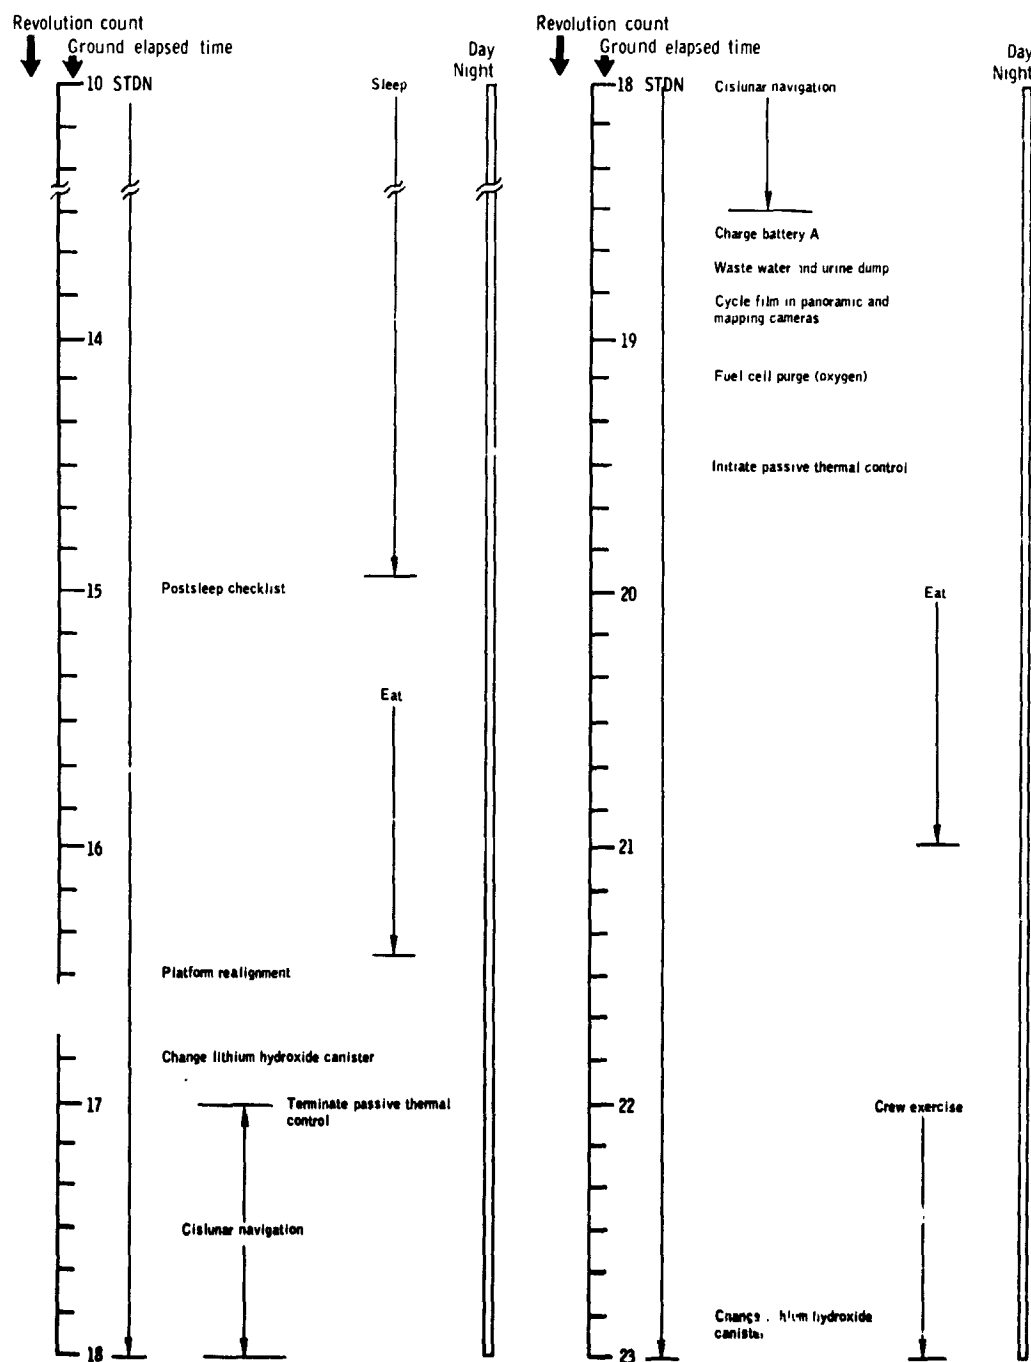 Revolution count
Ground elapsed time
Day
Night
10 STDN
Sleep
14
15
Postsleep checklist
Eat
16
Platform realignment
Change lithium hydroxide canister
17
Terminate passive thermal
control
Cislunar navigation
18
Revolution count
Ground elapsed time
Day
Night
18 STDN
Cislunar navigation
Charge battery A
Waste water and urine dump
Cycle film in panoramic and
mapping cameras
19
Fuel cell purge (oxygen)
Initiate passive thermal control
20
Eat
21
22
Crew exercise
Change hydroxide
canister
23